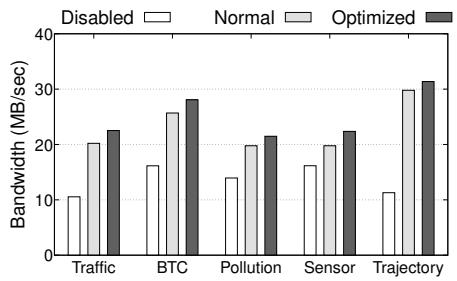 Disabled Normal Optimized
40
30
20
10
0
Bandwidth (MB/sec)
Traffic BTC Pollution Sensor Trajectory